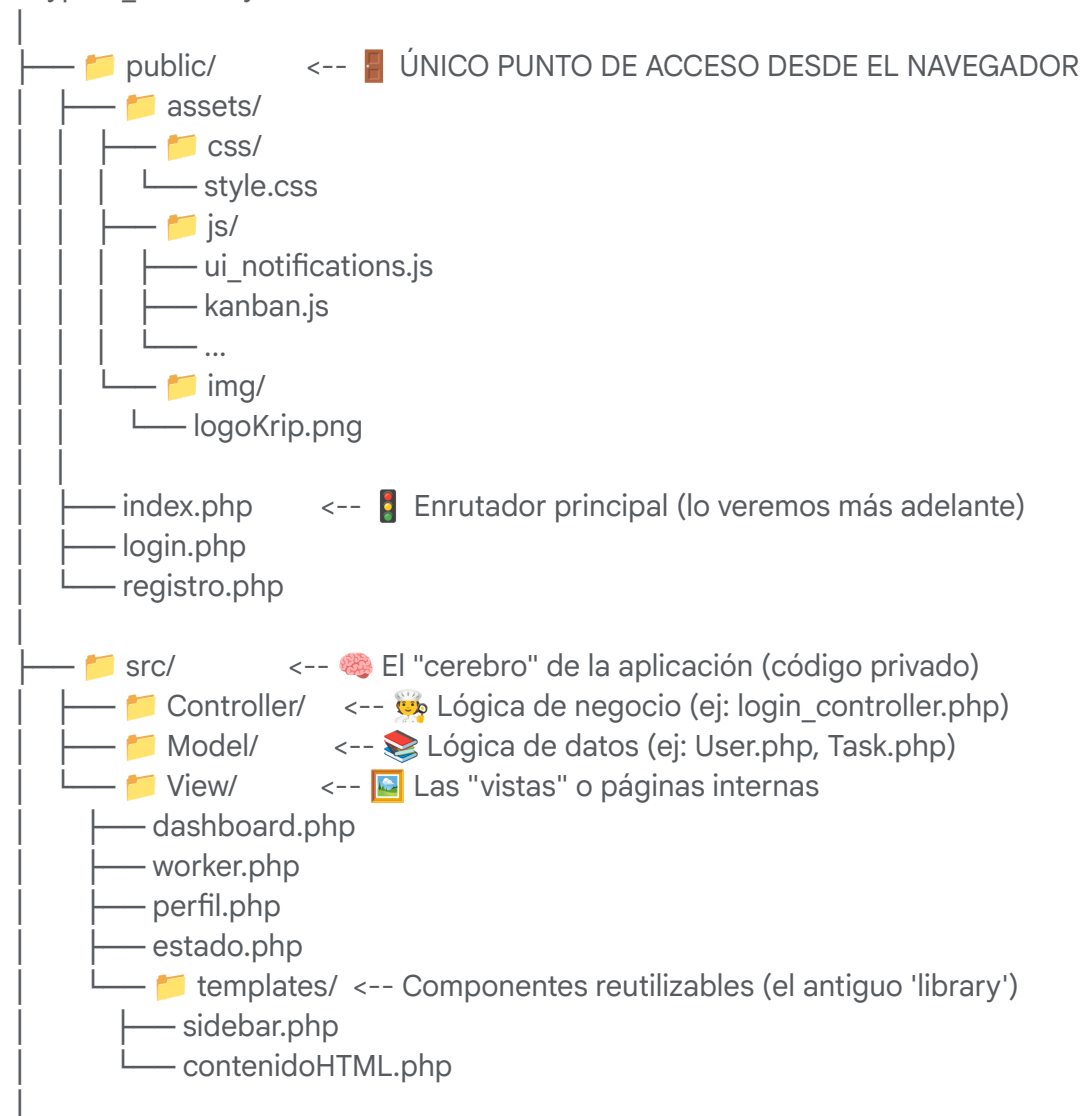 │
├── 📁 public/ <-- 🚪 ÚNICO PUNTO DE ACCESO DESDE EL NAVEGADOR
│ ├── 📁 assets/
│ │ ├── 📁 css/
│ │ │ └── style.css
│ │ ├── 📁 js/
│ │ │ ├── ui_notifications.js
│ │ │ ├── kanban.js
│ │ │ └── ...
│ │ └── 📁 img/
│ │ └── logoKrip.png
│ │
│ ├── index.php <-- 🚦 Enrutador principal (lo veremos más adelante)
│ ├── login.php
│ └── registro.php
│
├── 📁 src/ <-- 🧠 El "cerebro" de la aplicación (código privado)
│ ├── 📁 Controller/ <-- 🧑‍🍳 Lógica de negocio (ej: login_controller.php)
│ ├── 📁 Model/ <-- 📚 Lógica de datos (ej: User.php, Task.php)
│ └── 📁 View/ <-- 🖼️ Las "vistas" o páginas internas
│ ├── dashboard.php
│ ├── worker.php
│ ├── perfil.php
│ ├── estado.php
│ └── 📁 templates/ <-- Componentes reutilizables (el antiguo 'library')
│ ├── sidebar.php
│ └── contenidoHTML.php
│